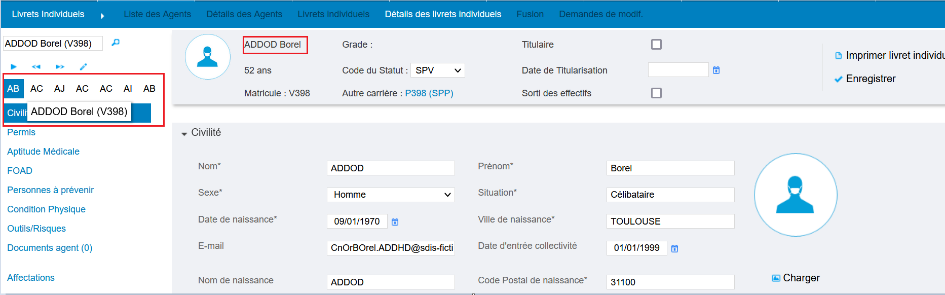 Livrets Individuels Liste des Agents Détails des Agents Livrets individuels Détails des livrets individuels Fusion Demandes de modif.
ADDOD Borel (V398)
ADDOD Borel Grade : Titulaire
52 ans Code du Statut : SPV Date de Titularisation
Matricule : V398 Autre carrière : P398 (SPP) Sorti des effectifs
Imprimer livret individu
Enregistrer
AB AC AJ AC AC AI AB
Civili
ADDOD Borel (V398)
Permis
Aptitude Médicale
FOAD
Personnes à prévenir
Condition Physique
Outils/Risques
Documents agent (0)
Affectations
Civilité
Nom* ADDOD Prénom* Borel
Sexe* Homme Situation* Célibataire
Date de naissance* 09/01/1970 Ville de naissance* TOULOUSE
E-mail CnOrBOrel.ADDHD@sdis-ficti Date d'entrée collectivité 01/01/1999
Nom de naissance ADDOD Code Postal de naissance* 31100
Charger